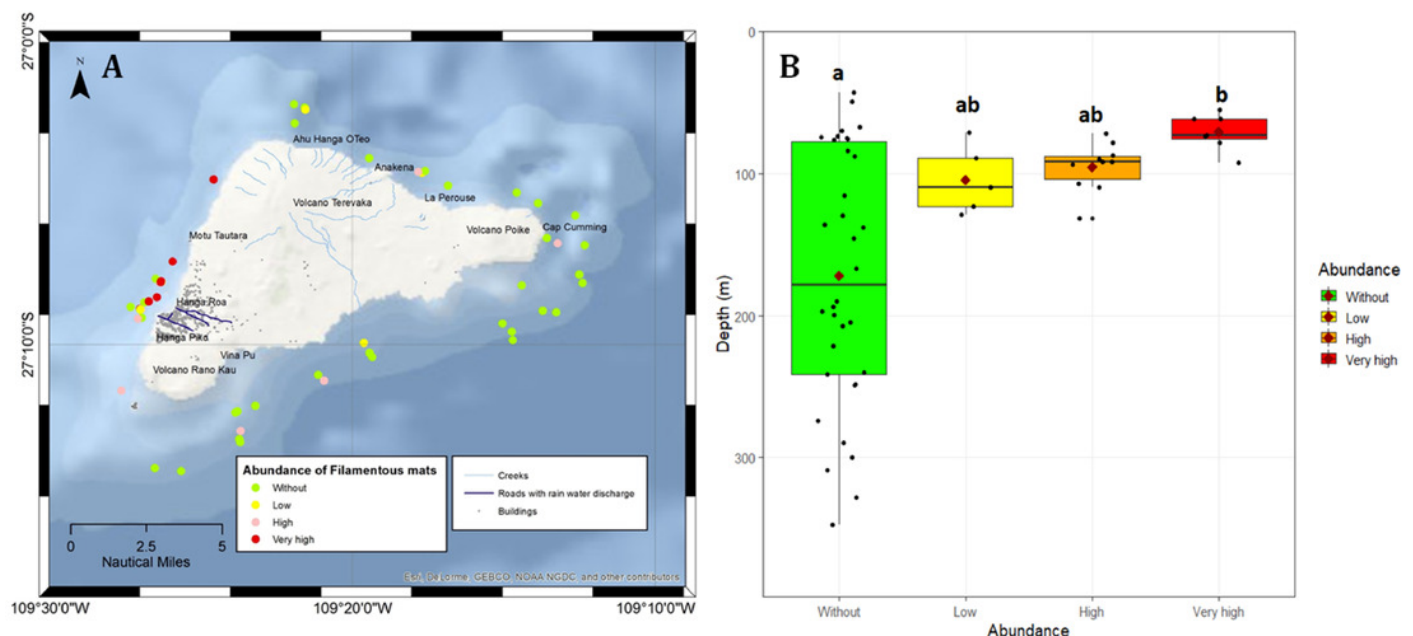 A
N
27°0'0"S
27°10'0"S
Ahu Hanga OTeo
Anakena
La Perouse
Volcano Terevaka
Volcano Poike
Cap Cumming
Motu Tautara
Hanga Roa
Hanga Piko
Vina Pu
Volcano Rano Kau
Abundance of Filamentous mats
Without
Low
High
Very high
Creeks
Roads with rain water discharge
Buildings
0 2.5 5
Nautical Miles
Esri, DeLorme, GEBCO, NOAA NGDC, and other contributors
109°30'0"W
109°20'0"W
109°10'0"W
B
a
ab
ab
b
0
100
200
300
Depth (m)
Without
Low
High
Very high
Abundance
Abundance
Without
Low
High
Very high